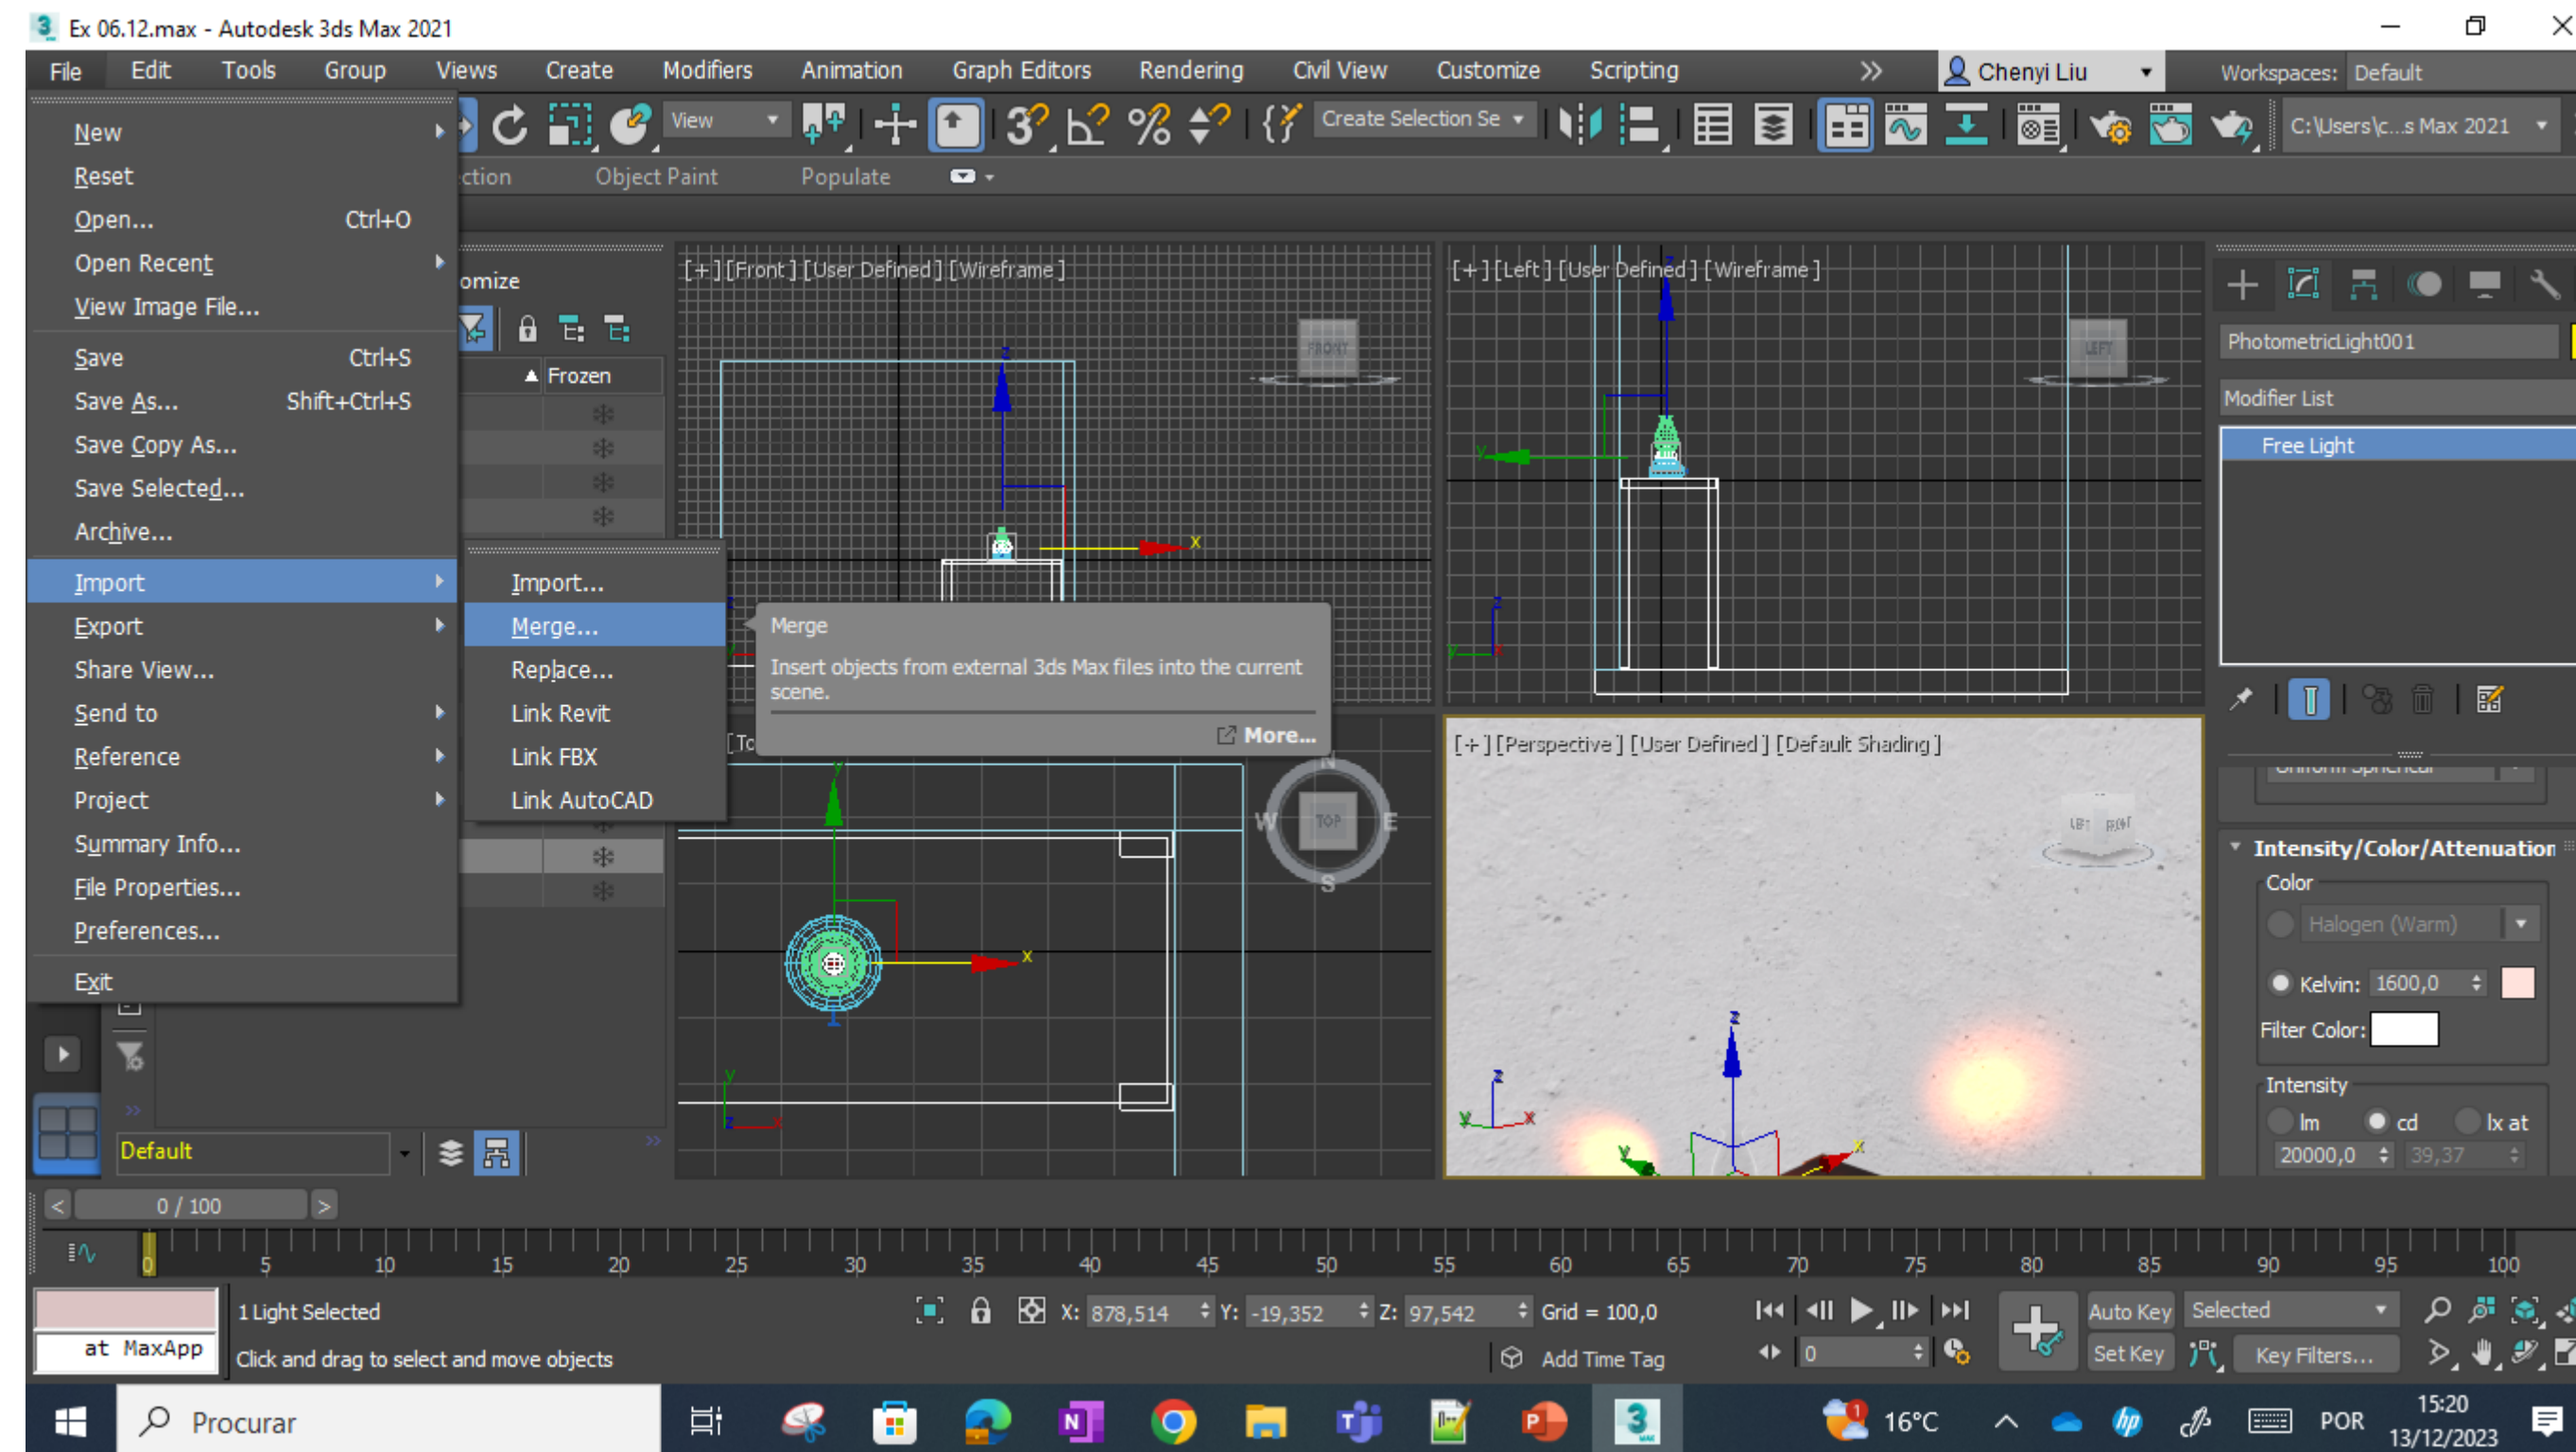 Ex 06.12.max - Autodesk 3ds Max 2021
File Edit Tools Group Views Create Modifiers Animation Graph Editors Rendering Civil View Customize Scripting Chenyi Liu Workspaces: Default
View Create Selection Se C:\Users\c...s Max 2021
ction Object Paint Populate
New
Reset
Open... Ctrl+O
Open Recent
View Image File...
Save Ctrl+S
Save As... Shift+Ctrl+S
Save Copy As...
Save Selected...
Archive...
Import
Export
Share View...
Send to
Reference
Project
Summary Info...
File Properties...
Preferences...
Exit
omize
Frozen
Import...
Merge...
Replace...
Link Revit
Link FBX
Link AutoCAD
Merge
Insert objects from external 3ds Max files into the current
scene.
More...
[+][Front][User Defined][Wireframe]
FRONT
z
x
[+][Left][User Defined][Wireframe]
LEFT
z
y
z
y x
[To
N
W TOP E
S
y
x
y
z x
[+][Perspective][User Defined][Default Shading]
LEFT FRONT
z
z
y x
y x
PhotometricLight001
Modifier List
Free Light
Uniform Spherical
Intensity/Color/Attenuation
Color
Halogen (Warm)
Kelvin: 1600,0
Filter Color:
Intensity
lm cd lx at
20000,0 39,37
Default
< 0 / 100 >
0 5 10 15 20 25 30 35 40 45 50 55 60 65 70 75 80 85 90 95 100
1 Light Selected X: 878,514 Y: -19,352 Z: 97,542 Grid = 100,0 Auto Key Selected
at MaxApp Click and drag to select and move objects Add Time Tag 0 Set Key Key Filters...
Procurar 16°C POR 15:20
13/12/2023